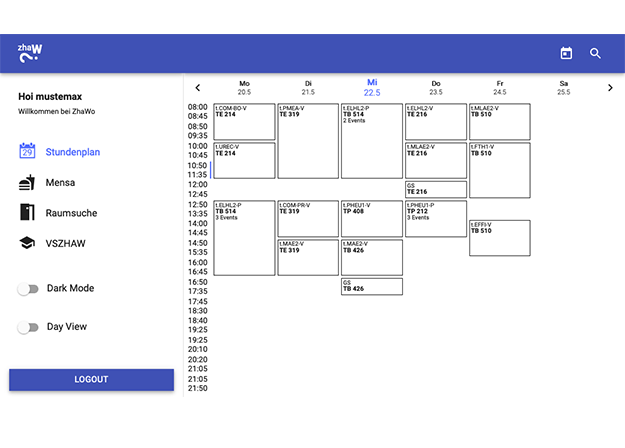 zhaw
Hoi mustemax
Willkommen bei ZhaWo
29
Stundenplan
Mensa
Raumsuche
VSZHAW
Dark Mode
Day View
LOGOUT
Mo Di Mi Do Fr Sa
20.5 21.5 22.5 23.5 24.5 25.5
08:00
08:45
08:50
09:35
10:00
10:45
10:50
11:35
12:00
12:45
12:50
13:35
14:00
14:45
14:50
15:35
16:00
16:45
16:50
17:35
17:45
18:30
18:40
19:25
19:25
20:10
20:20
21:05
21:05
21:50
t.COM-BO-V
TE 214
t.UREC-V
TE 214
t.ELHL2-P
TB 514
3 Events
t.PMEA-V
TE 319
t.COM-PR-V
TE 319
t.MAE2-V
TE 319
t.ELHL2-P
TB 514
2 Events
t.PHEU1-V
TP 408
t.MAE2-V
TB 426
GS
TB 426
t.ELHL2-V
TE 216
t.MLAE2-V
TE 216
GS
TE 216
t.PHEU1-P
TP 212
3 Events
t.MLAE2-V
TB 510
t.FTH1-V
TB 510
t.EFFI-V
TB 510